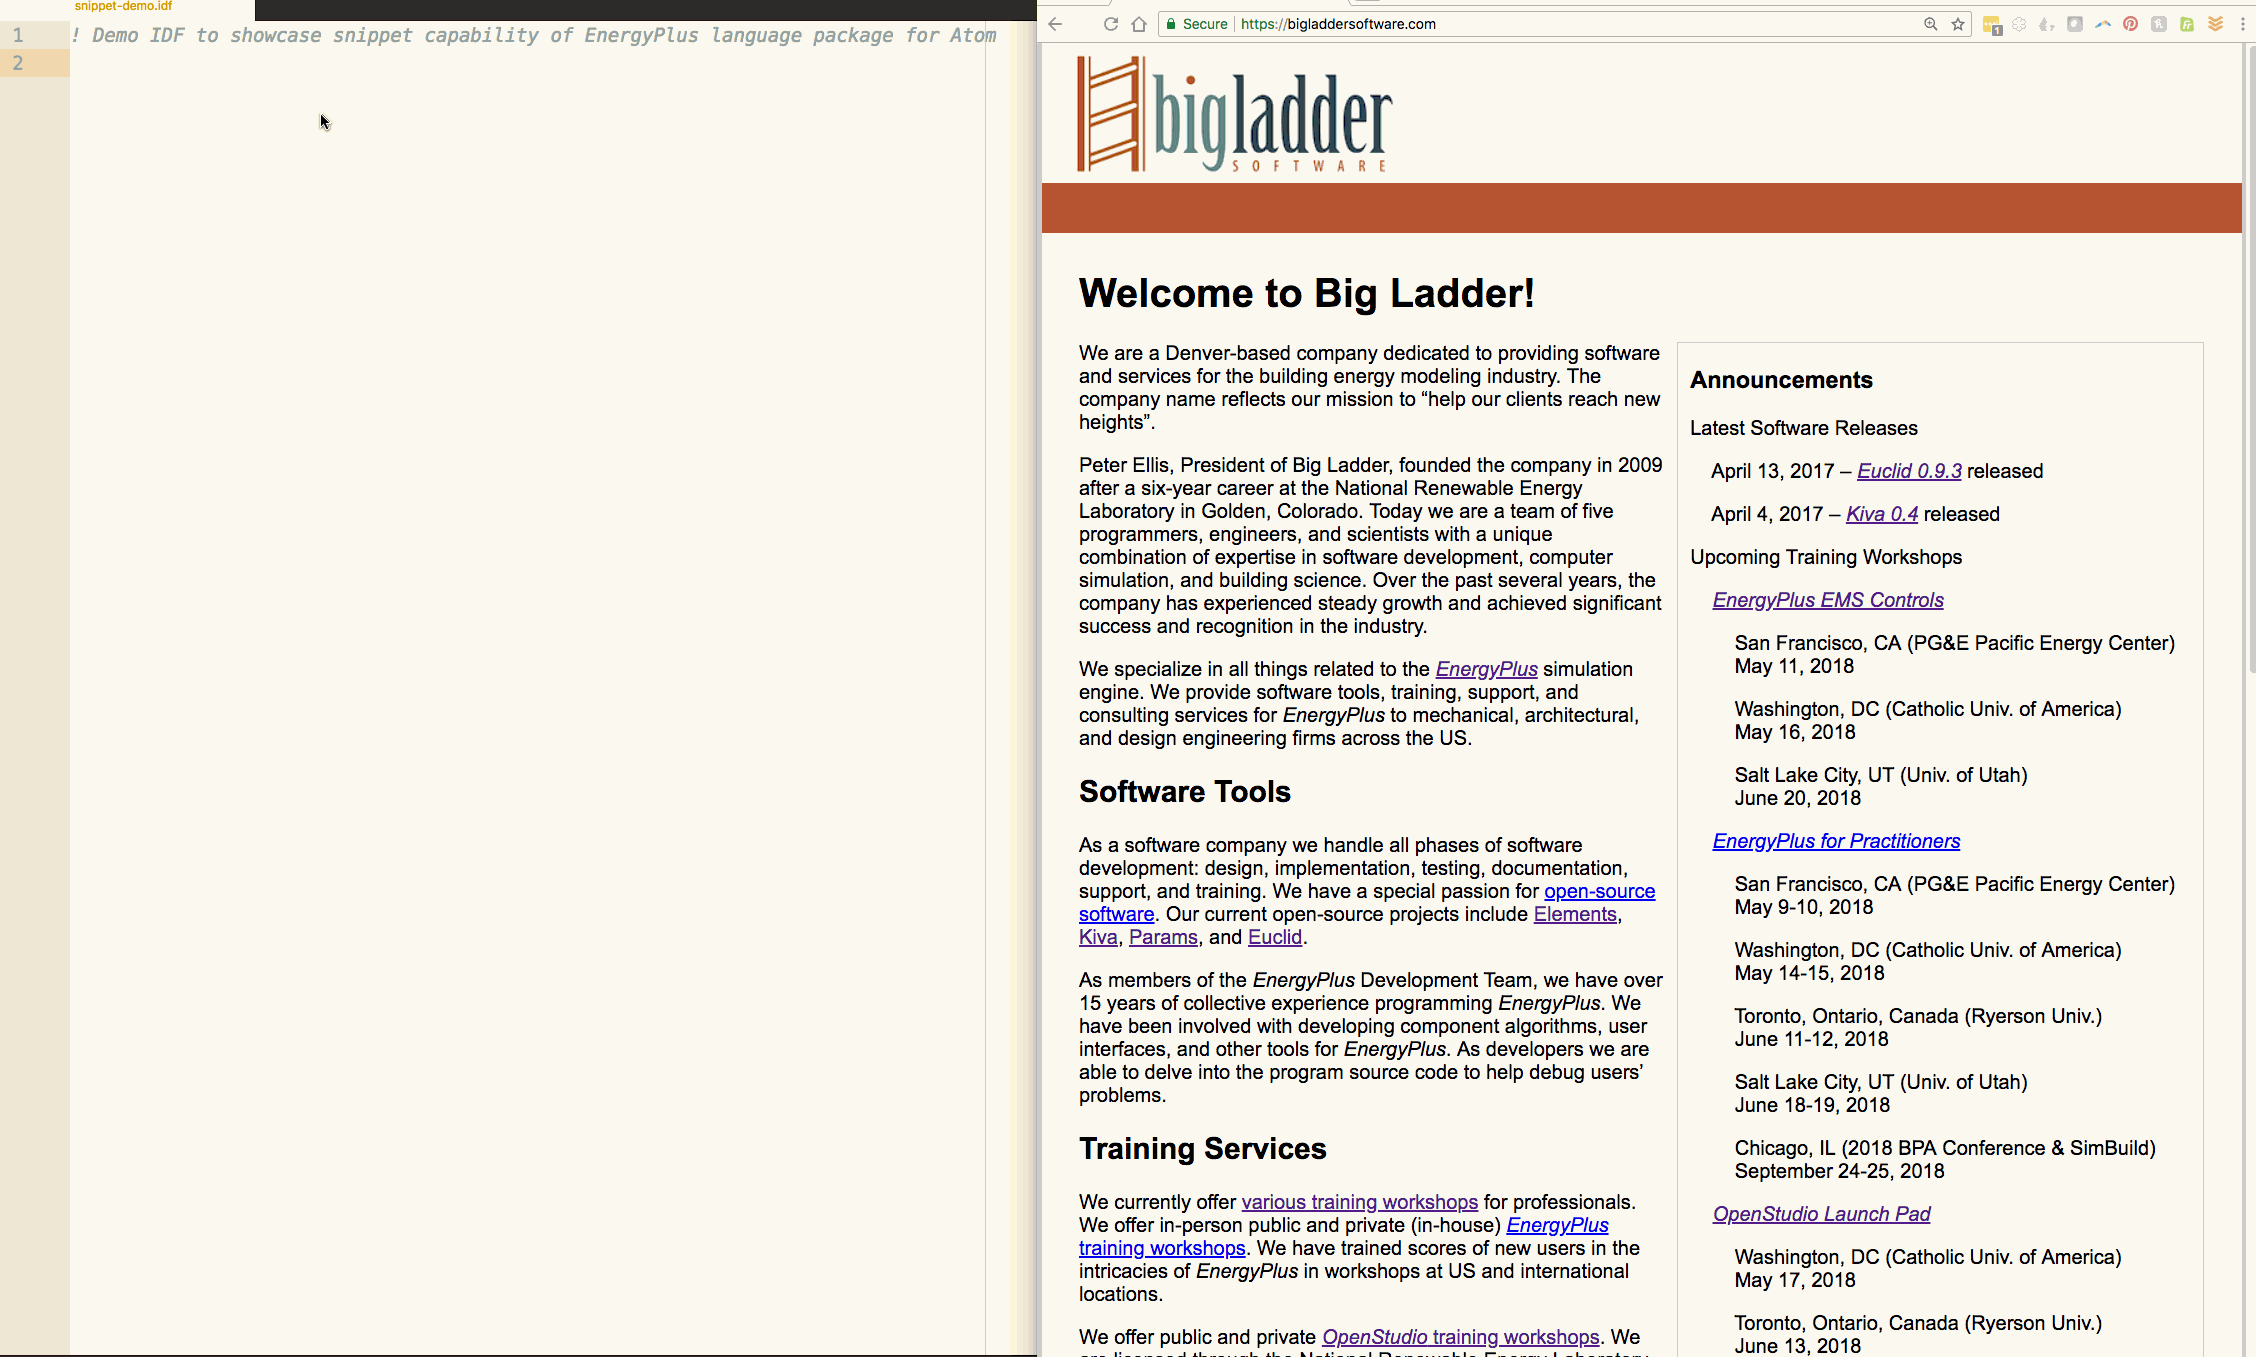 snippet-demo.idf
1 ! Demo IDF to showcase snippet capability of EnergyPlus language package for Atom
2
Secure https://bigladdersoftware.com
1
bigladder
SOFTWARE
Welcome to Big Ladder!
We are a Denver-based company dedicated to providing software
and services for the building energy modeling industry. The
company name reflects our mission to “help our clients reach new
heights”.
Peter Ellis, President of Big Ladder, founded the company in 2009
after a six-year career at the National Renewable Energy
Laboratory in Golden, Colorado. Today we are a team of five
programmers, engineers, and scientists with a unique
combination of expertise in software development, computer
simulation, and building science. Over the past several years, the
company has experienced steady growth and achieved significant
success and recognition in the industry.
We specialize in all things related to the EnergyPlus simulation
engine. We provide software tools, training, support, and
consulting services for EnergyPlus to mechanical, architectural,
and design engineering firms across the US.
Software Tools
As a software company we handle all phases of software
development: design, implementation, testing, documentation,
support, and training. We have a special passion for open-source
software. Our current open-source projects include Elements,
Kiva, Params, and Euclid.
As members of the EnergyPlus Development Team, we have over
15 years of collective experience programming EnergyPlus. We
have been involved with developing component algorithms, user
interfaces, and other tools for EnergyPlus. As developers we are
able to delve into the program source code to help debug users’
problems.
Training Services
We currently offer various training workshops for professionals.
We offer in-person public and private (in-house) EnergyPlus
training workshops. We have trained scores of new users in the
intricacies of EnergyPlus in workshops at US and international
locations.
We offer public and private OpenStudio training workshops. We
are licensed through the National Renewable Energy Laboratory
Announcements
Latest Software Releases
April 13, 2017 – Euclid 0.9.3 released
April 4, 2017 – Kiva 0.4 released
Upcoming Training Workshops
EnergyPlus EMS Controls
San Francisco, CA (PG&E Pacific Energy Center)
May 11, 2018
Washington, DC (Catholic Univ. of America)
May 16, 2018
Salt Lake City, UT (Univ. of Utah)
June 20, 2018
EnergyPlus for Practitioners
San Francisco, CA (PG&E Pacific Energy Center)
May 9-10, 2018
Washington, DC (Catholic Univ. of America)
May 14-15, 2018
Toronto, Ontario, Canada (Ryerson Univ.)
June 11-12, 2018
Salt Lake City, UT (Univ. of Utah)
June 18-19, 2018
Chicago, IL (2018 BPA Conference & SimBuild)
September 24-25, 2018
OpenStudio Launch Pad
Washington, DC (Catholic Univ. of America)
May 17, 2018
Toronto, Ontario, Canada (Ryerson Univ.)
June 13, 2018